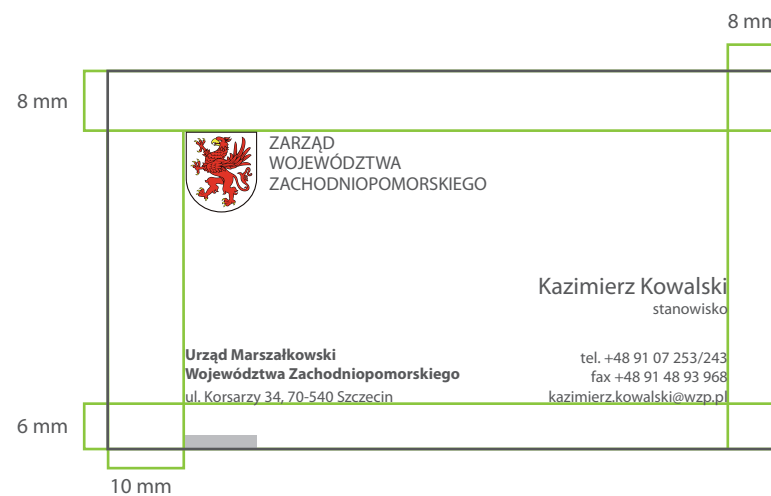 8 mm
8 mm
ZARZĄD
WOJEWÓDZTWA
ZACHODNIOPOMORSKIEGO
Kazimierz Kowalski
stanowisko
Urząd Marszałkowski
Województwa Zachodniopomorskiego
ul. Korsarzy 34, 70-540 Szczecin
tel. +48 91 07 253/243
fax +48 91 48 93 968
kazimierz.kowalski@wzp.pl
6 mm
10 mm